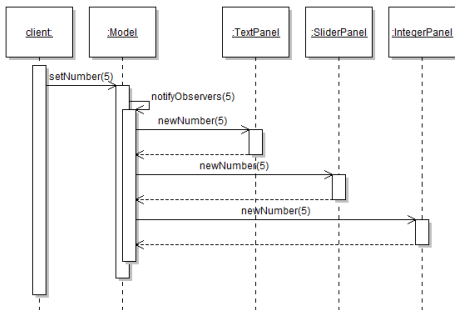 client:
:Model
:TextPanel
:SliderPanel
:IntegerPanel
setNumber(5)
notifyObservers(5)
newNumber(5)
newNumber(5)
newNumber(5)